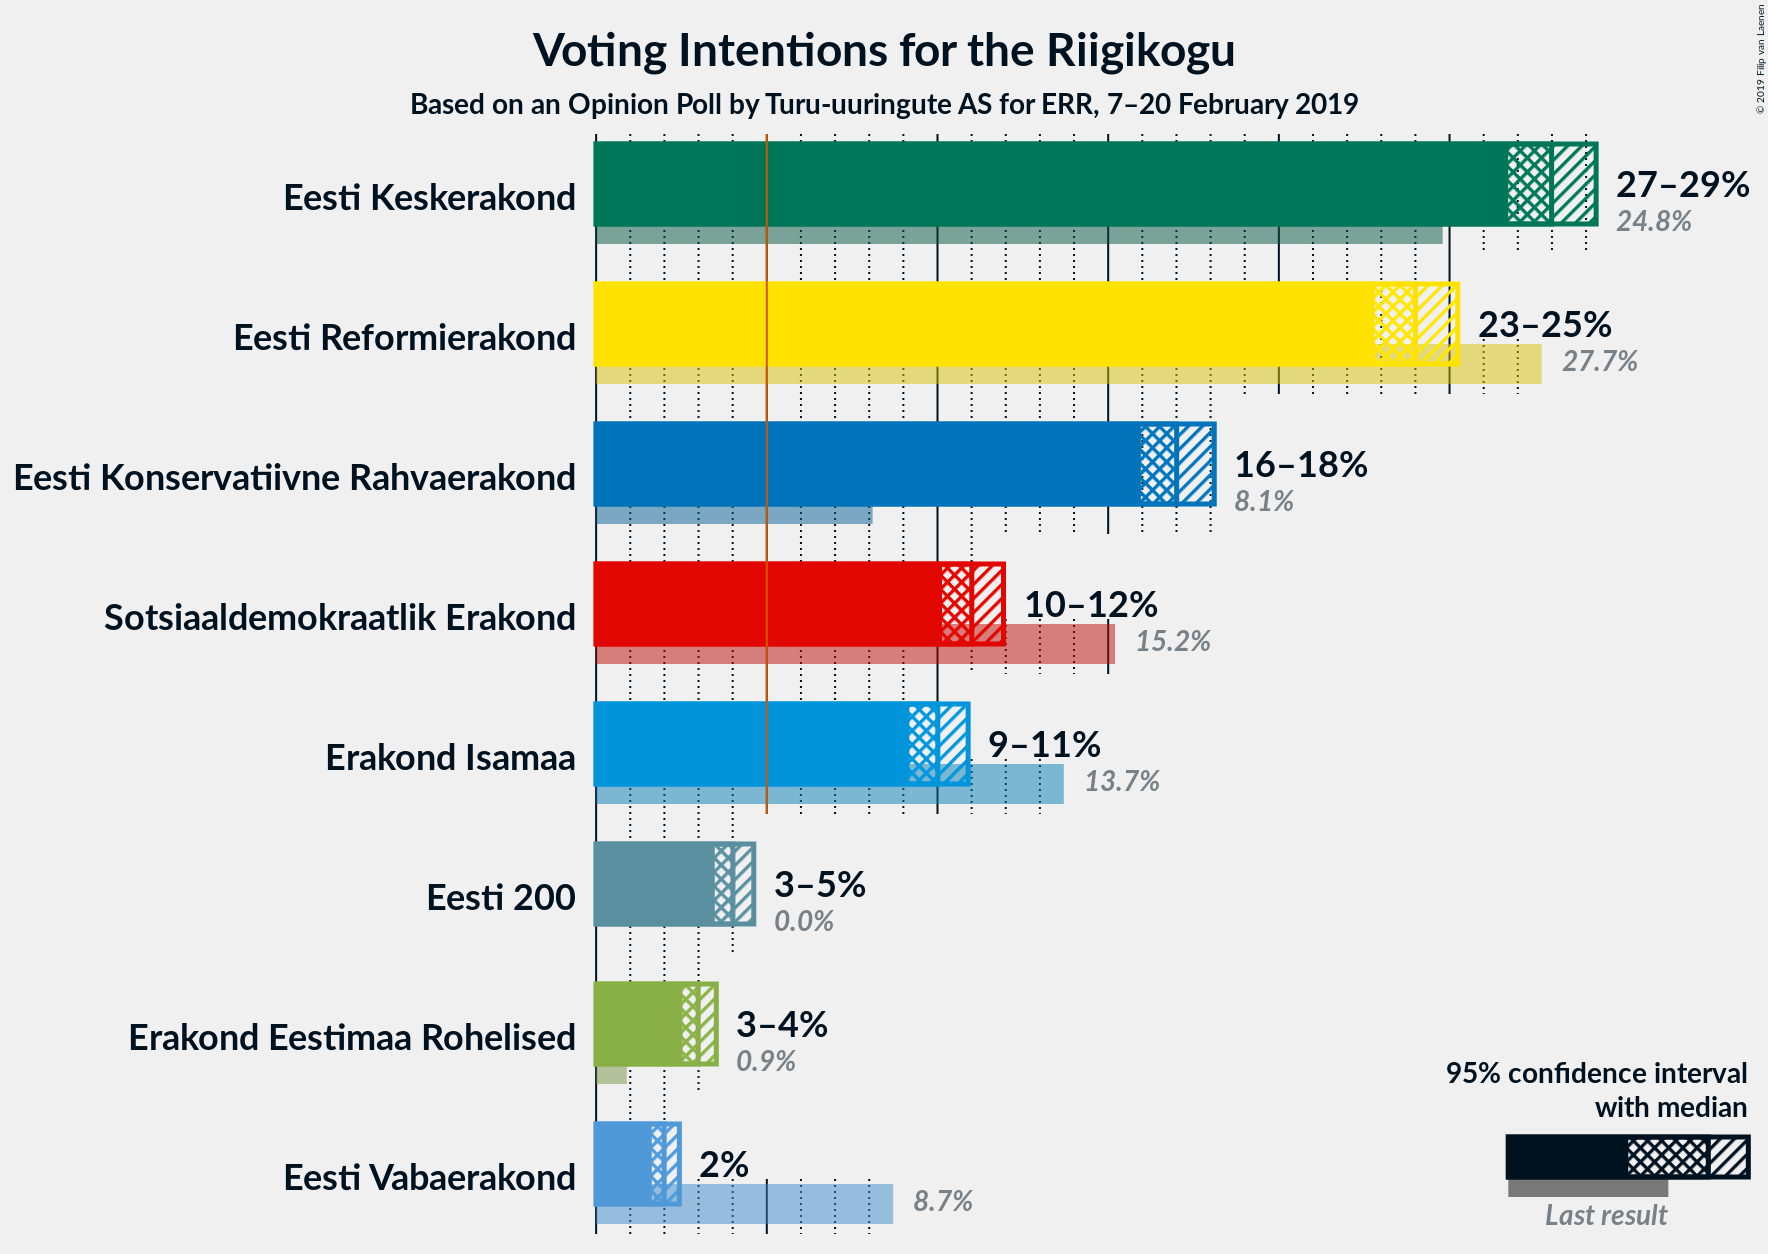 Voting Intentions for the Riigikogu
Based on an Opinion Poll by Turu-uuringute AS for ERR, 7–20 February 2019
© 2019 Filip van Laenen
Eesti Keskerakond
27–29%
24.8%
Eesti Reformierakond
23–25%
27.7%
Eesti Konservatiivne Rahvaerakond
16–18%
8.1%
Sotsiaaldemokraatlik Erakond
10–12%
15.2%
Erakond Isamaa
9–11%
13.7%
Eesti 200
3–5%
0.0%
Erakond Eestimaa Rohelised
3–4%
0.9%
Eesti Vabaerakond
2%
8.7%
95% confidence interval
with median
Last result